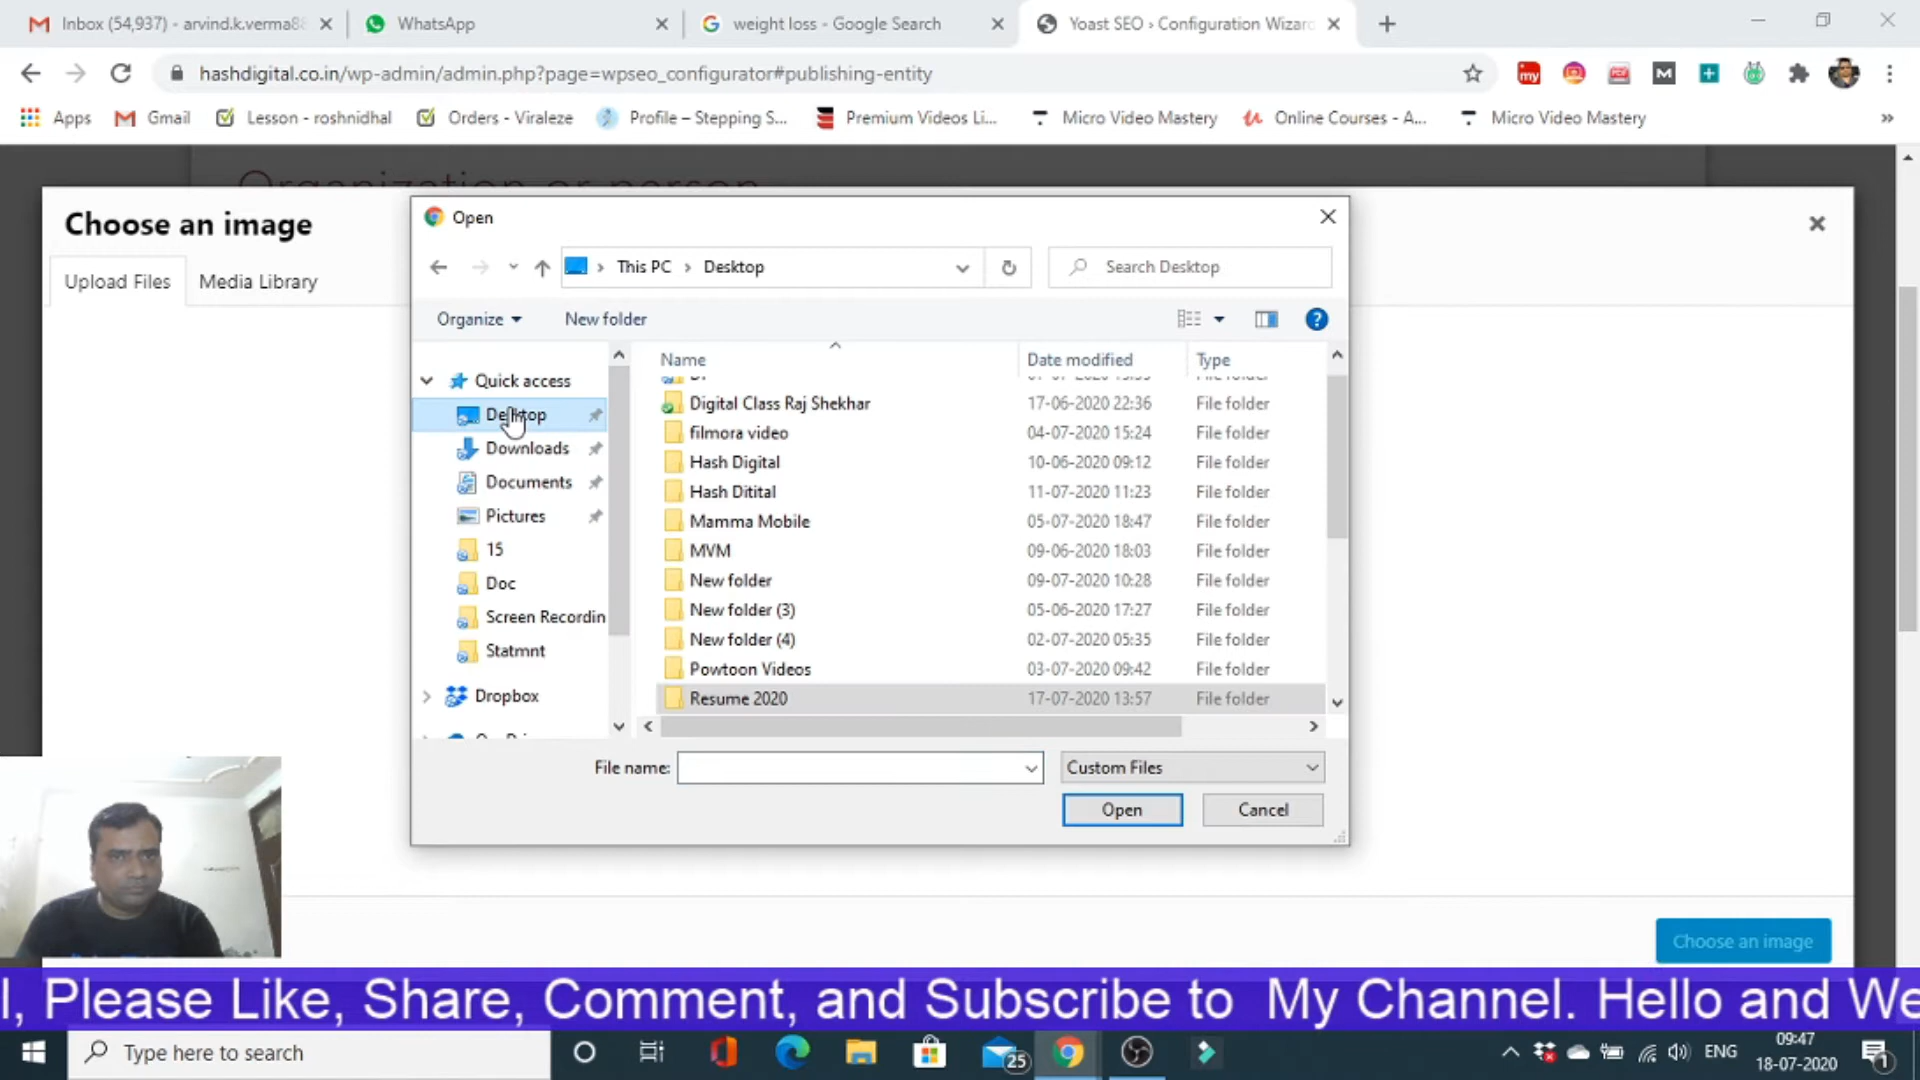 Inbox (54,937) - arvind.k.verma88
WhatsApp
weight loss - Google Search
Yoast SEO › Configuration Wizard
hashdigital.co.in/wp-admin/admin.php?page=wpseo_configurator#publishing-entity
Apps
Gmail
Lesson - roshnidhal
Orders - Viraleze
Profile – Stepping S...
Premium Videos Li...
Micro Video Mastery
Online Courses - A...
Micro Video Mastery
»
Organization or person
Choose an image
Upload Files
Media Library
Open
This PC › Desktop
Search Desktop
Organize
New folder
Name
Date modified
Type
Quick access
Desktop
Downloads
Documents
Pictures
15
Doc
Screen Recordin
Statmnt
Dropbox
Digital Class Raj Shekhar 17-06-2020 22:36 File folder
filmora video 04-07-2020 15:24 File folder
Hash Digital 10-06-2020 09:12 File folder
Hash Ditital 11-07-2020 11:23 File folder
Mamma Mobile 05-07-2020 18:47 File folder
MVM 09-06-2020 18:03 File folder
New folder 09-07-2020 10:28 File folder
New folder (3) 05-06-2020 17:27 File folder
New folder (4) 02-07-2020 05:35 File folder
Powtoon Videos 03-07-2020 09:42 File folder
Resume 2020 17-07-2020 13:57 File folder
File name:
Custom Files
Open
Cancel
Choose an image
l, Please Like, Share, Comment, and Subscribe to My Channel. Hello and We
Type here to search
25
ENG
09:47
18-07-2020
1